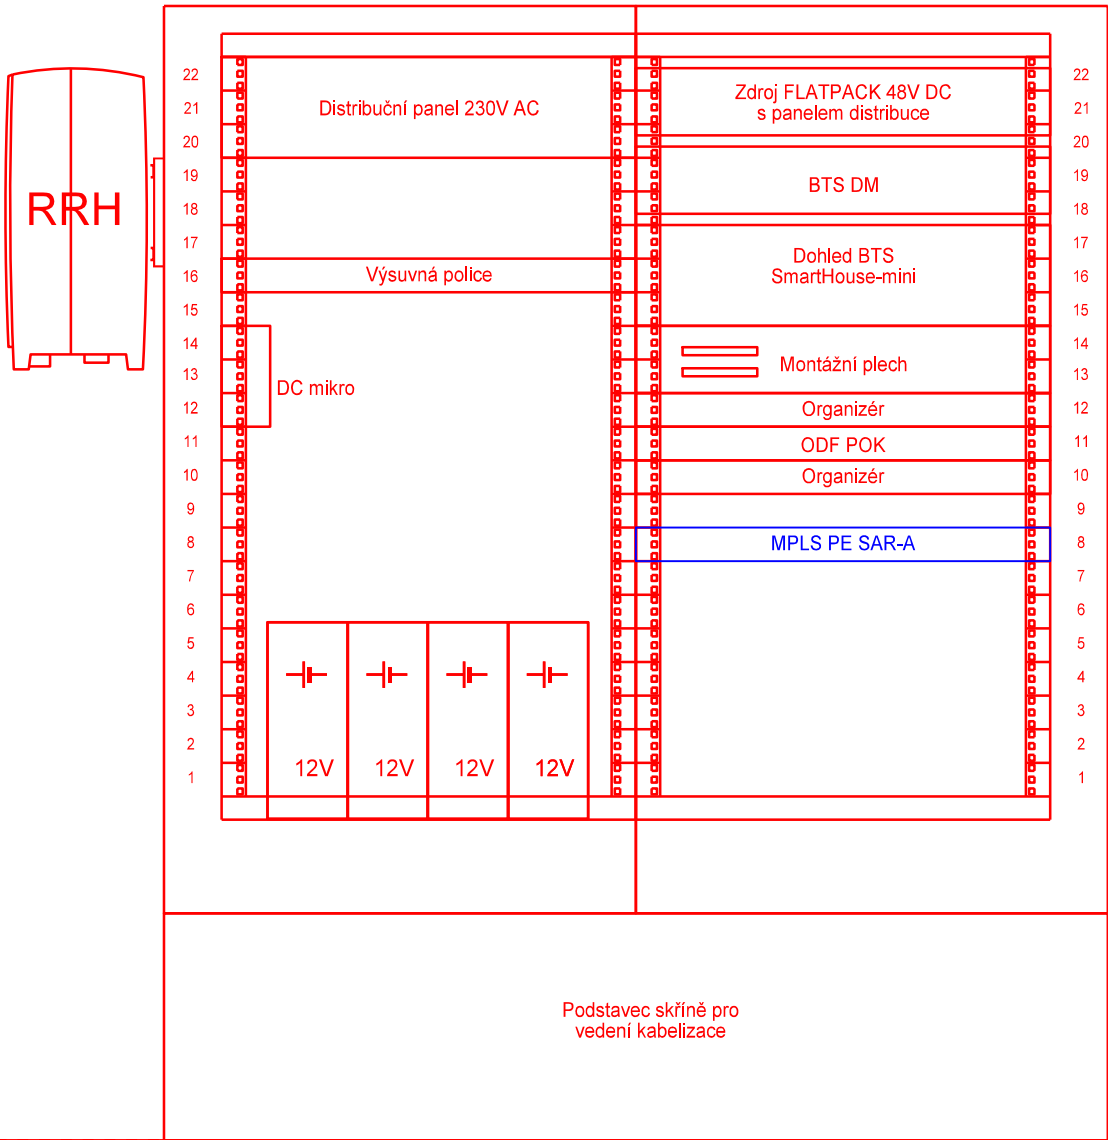 RRH
22
21
20
19
18
17
16
15
14
13
12
11
10
9
8
7
6
5
4
3
2
1
Distribuční panel 230V AC
Výsuvná police
DC mikro
12V
12V
12V
12V
Zdroj FLATPACK 48V DC
s panelem distribuce
BTS DM
Dohled BTS
SmartHouse-mini
Montážní plech
Organizér
ODF POK
Organizér
MPLS PE SAR-A
22
21
20
19
18
17
16
15
14
13
12
11
10
9
8
7
6
5
4
3
2
1
Podstavec skříně pro
vedení kabelizace